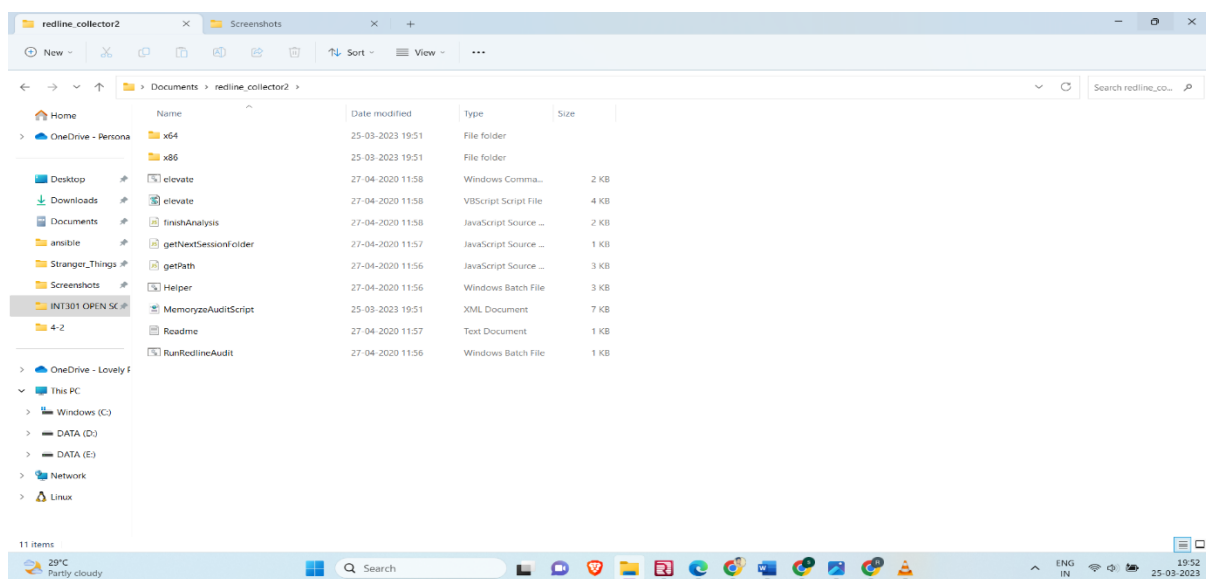 redline_collector2
Screenshots
New
Sort
View
Documents > redline_collector2 >
Search redline_co...
Name Date modified Type Size
Home
OneDrive - Persona
Desktop
Downloads
Documents
ansible
Stranger_Things
Screenshots
INT301 OPEN SC
4-2
OneDrive - Lovely P
This PC
Windows (C:)
DATA (D:)
DATA (E:)
Network
Linux
x64 25-03-2023 19:51 File folder
x86 25-03-2023 19:51 File folder
elevate 27-04-2020 11:58 Windows Comma... 2 KB
elevate 27-04-2020 11:58 VBScript Script File 4 KB
finishAnalysis 27-04-2020 11:58 JavaScript Source ... 2 KB
getNextSessionFolder 27-04-2020 11:57 JavaScript Source ... 1 KB
getPath 27-04-2020 11:56 JavaScript Source ... 3 KB
Helper 27-04-2020 11:56 Windows Batch File 3 KB
MemoryzeAuditScript 25-03-2023 19:51 XML Document 7 KB
Readme 27-04-2020 11:57 Text Document 1 KB
RunRedlineAudit 27-04-2020 11:56 Windows Batch File 1 KB
11 items
29°C
Partly cloudy
Search
ENG
IN
19:52
25-03-2023